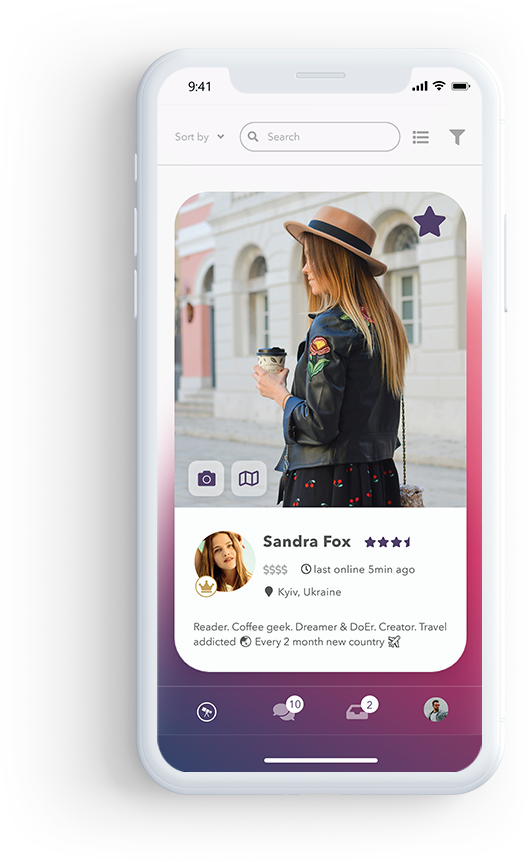 9:41
Sort by
Search
Sandra Fox
$$$$ last online 5min ago
Kyiv, Ukraine
Reader. Coffee geek. Dreamer & DoEr. Creator. Travel
addicted Every 2 month new country
10
2